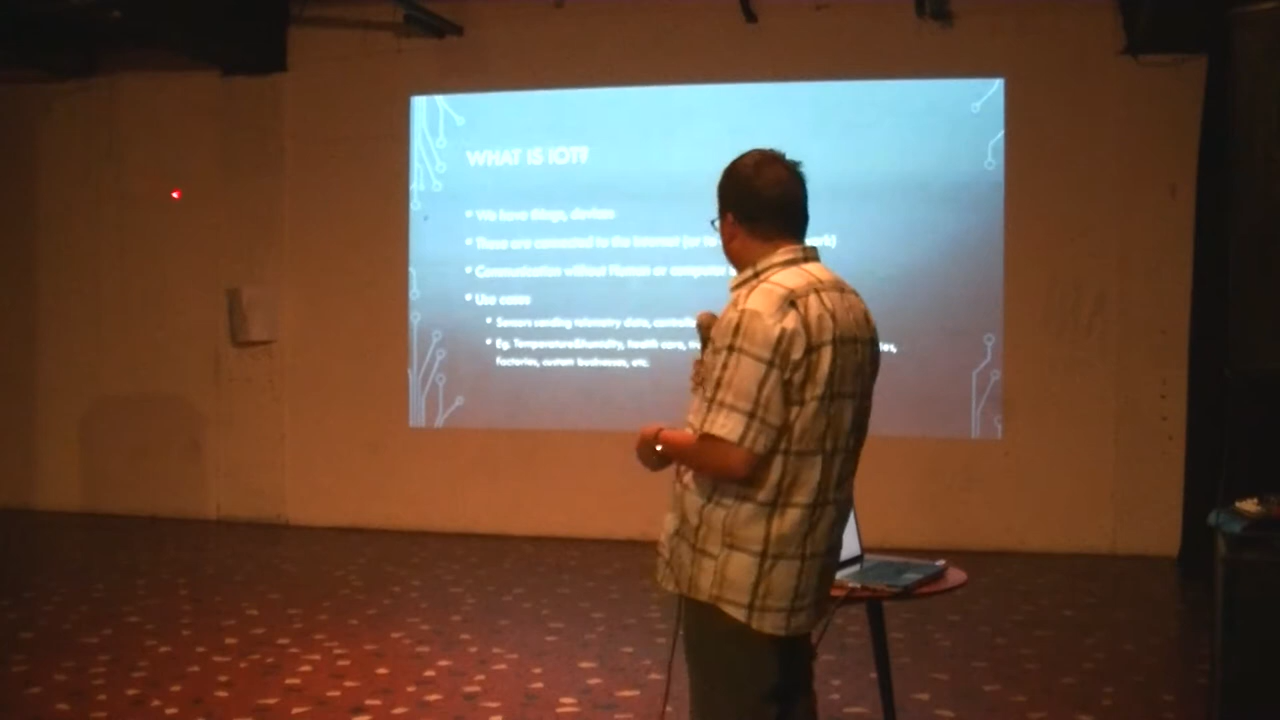 WHAT IS IOT?
• We have things, devices
• These are connected to the internet (or to
• Communication without Human or computer
• Use cases
• Sensors sending telemetry data,
• Eg. Temperature&humidity, health care,
factories, custom businesses, etc.